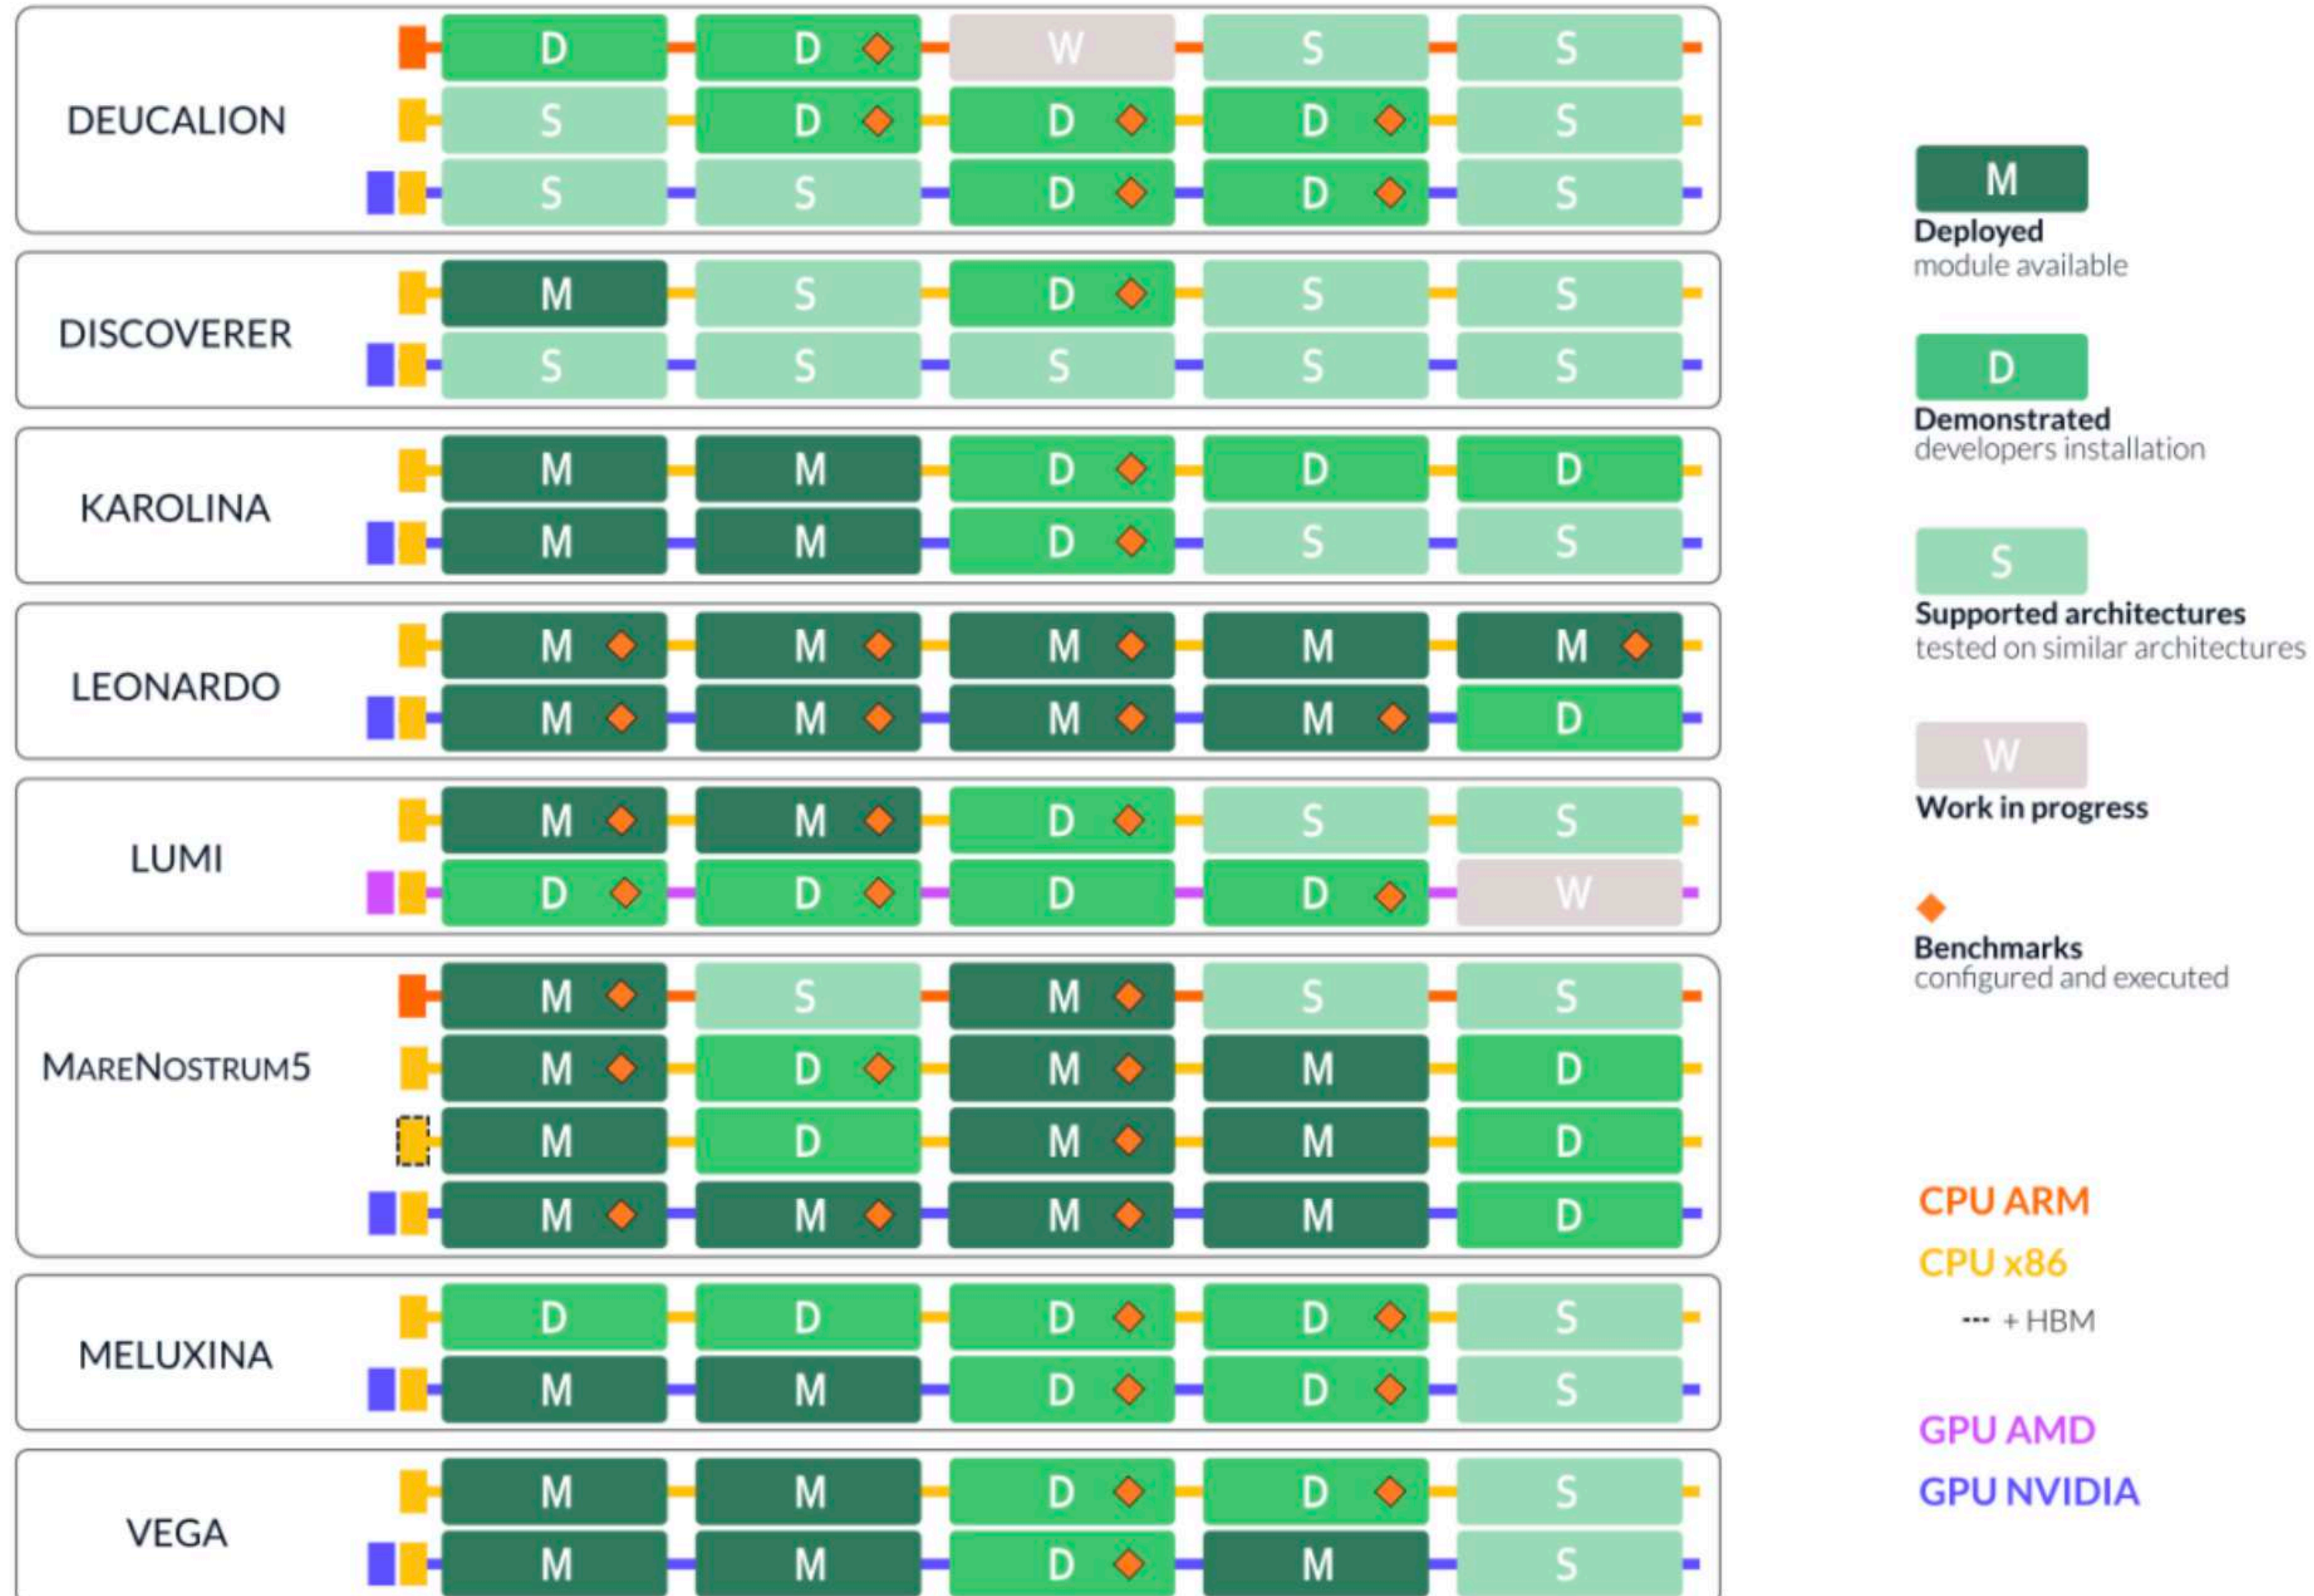 D D W S S
DEUCALION
S D D D S
S S D D S
M S D S S
DISCOVERER
S S S S S
M M D D D
KAROLINA
M M D S S
M M M M M
LEONARDO
M M M M D
M M D S S
LUMI
D D D D W
M S M S S
MARENOSTRUM5
M D M M D
M D M M D
M M M M D
D D D D S
MELUXINA
M M D D S
M M D D S
VEGA
M M D M S
M
Deployed
module available
D
Demonstrated
developers installation
S
Supported architectures
tested on similar architectures
W
Work in progress
Benchmarks
configured and executed
CPU ARM
CPU x86
--- + HBM
GPU AMD
GPU NVIDIA